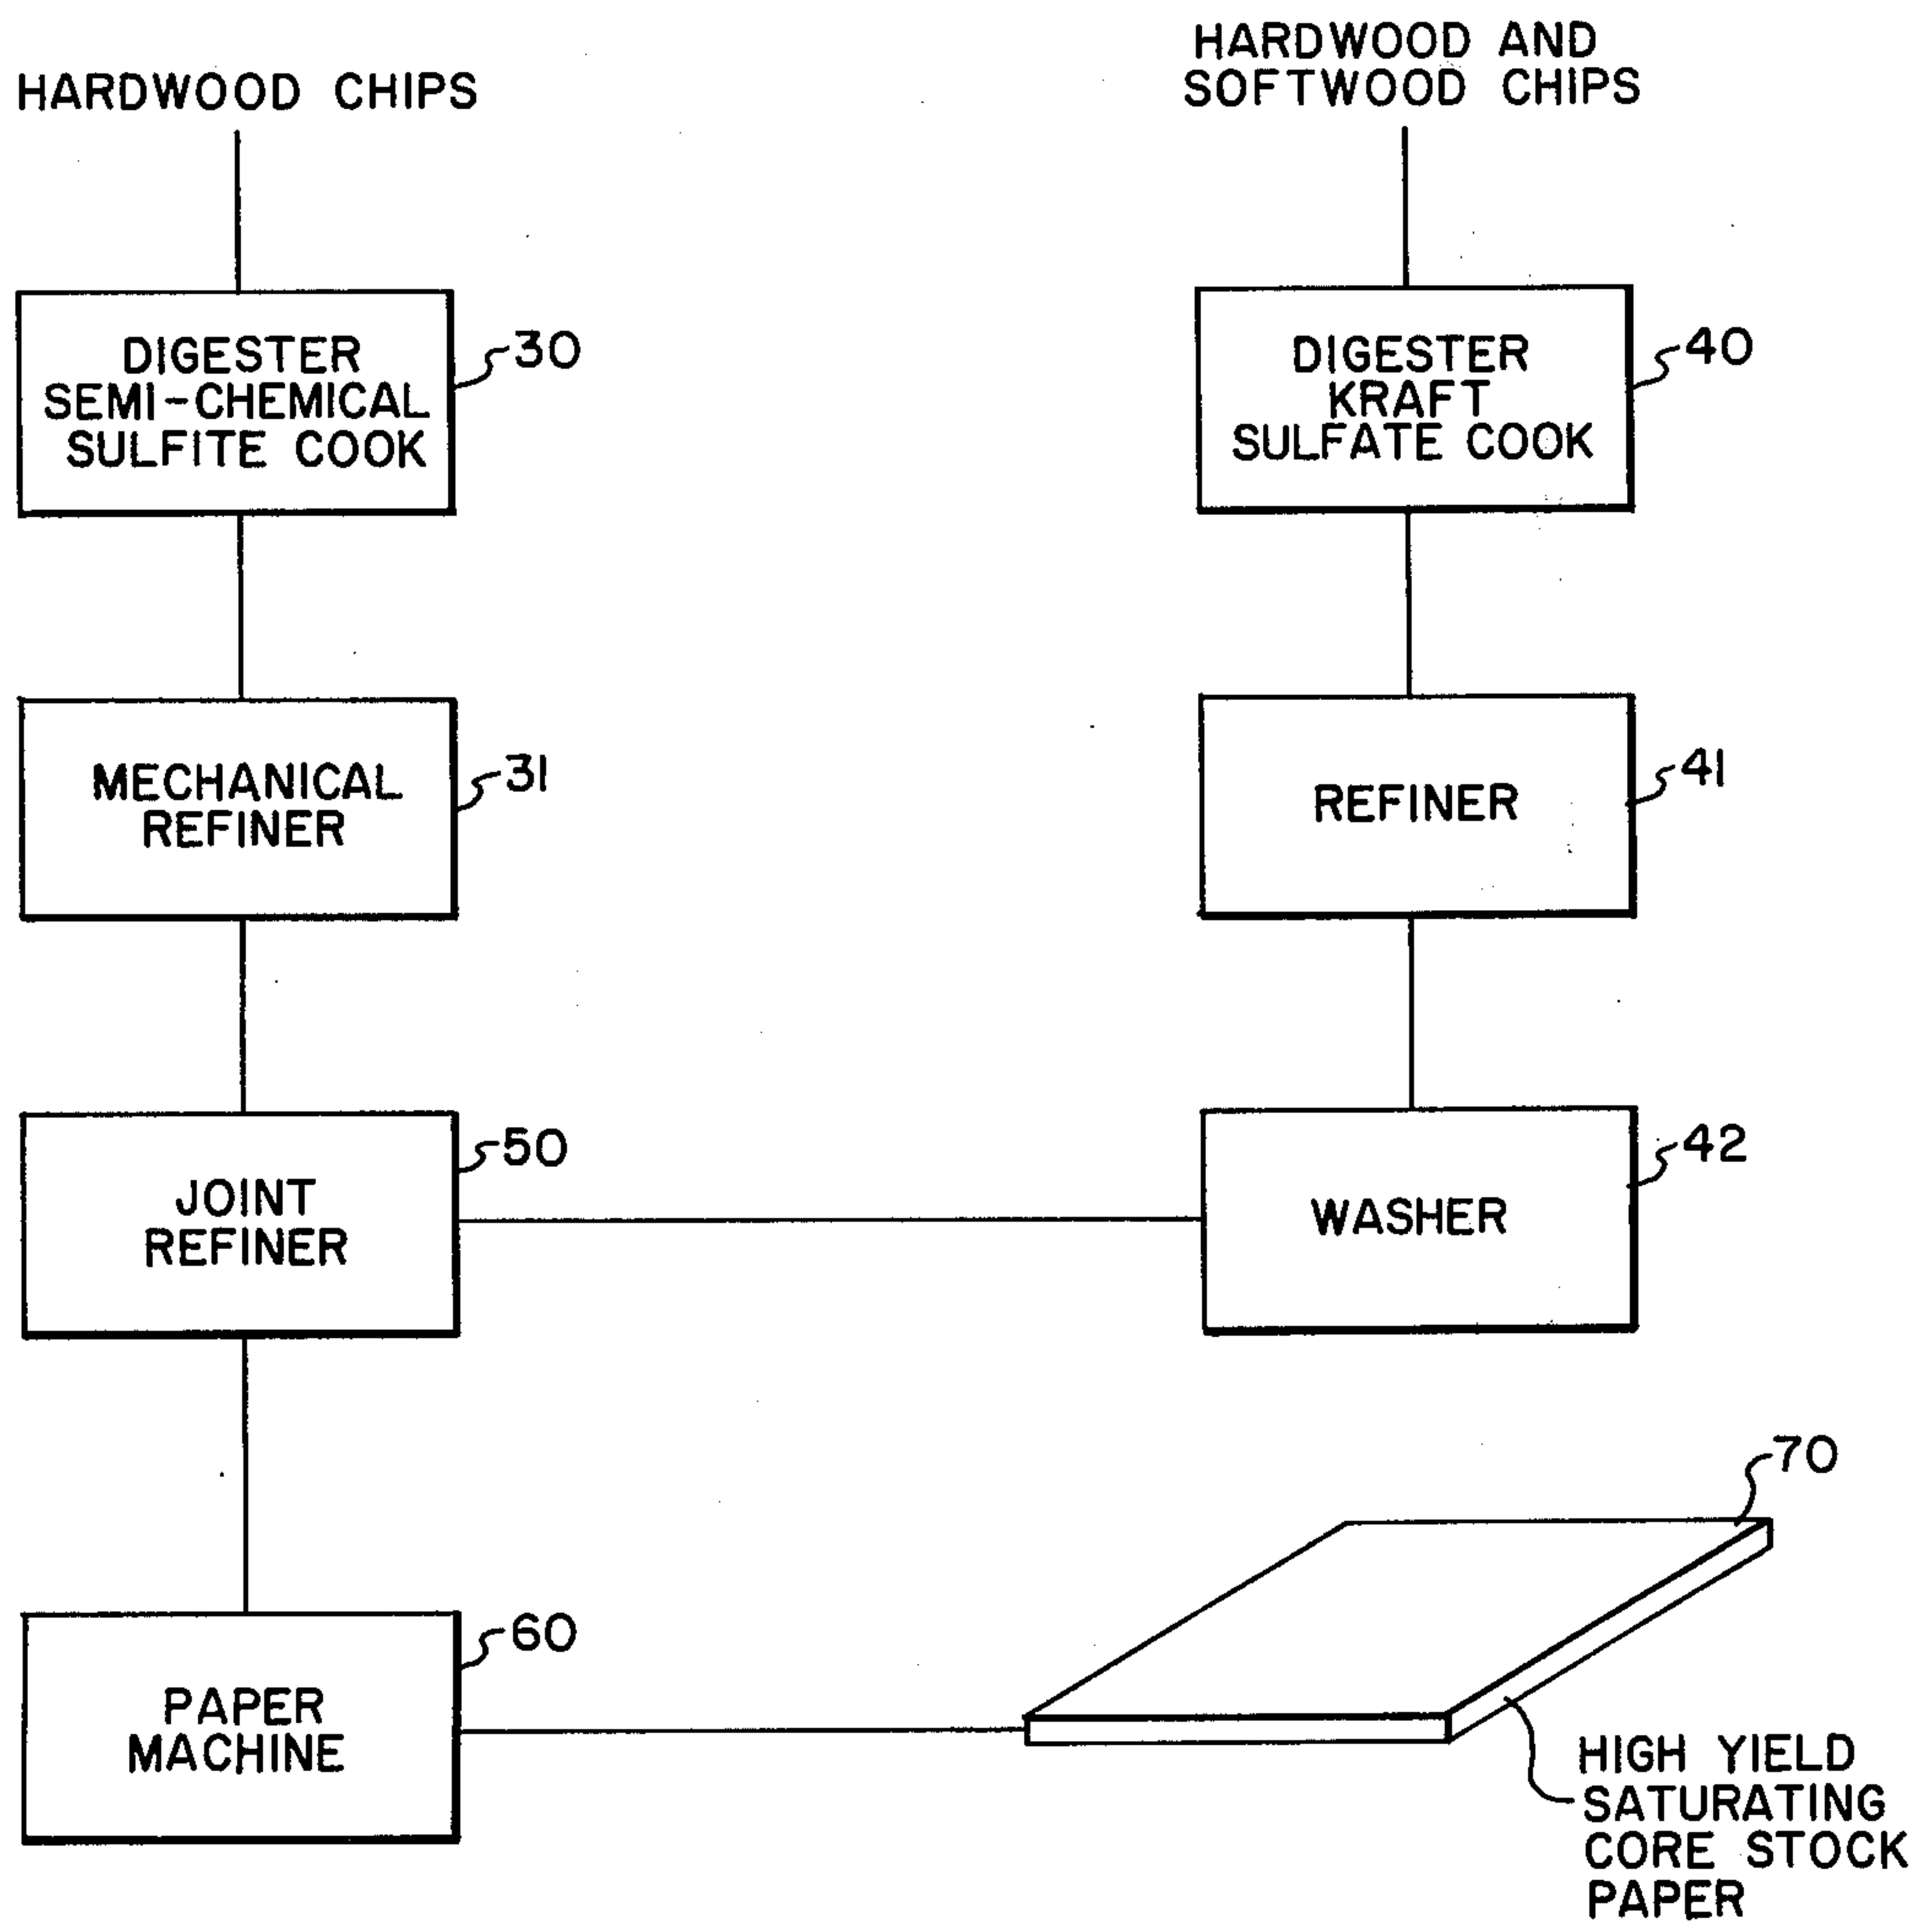 HARDWOOD CHIPS
HARDWOOD AND
SOFTWOOD CHIPS
DIGESTER
SEMI-CHEMICAL
SULFITE COOK
30
DIGESTER
KRAFT
SULFATE COOK
40
MECHANICAL
REFINER
31
REFINER
41
JOINT
REFINER
50
WASHER
42
PAPER
MACHINE
60
70
HIGH YIELD
SATURATING
CORE STOCK
PAPER